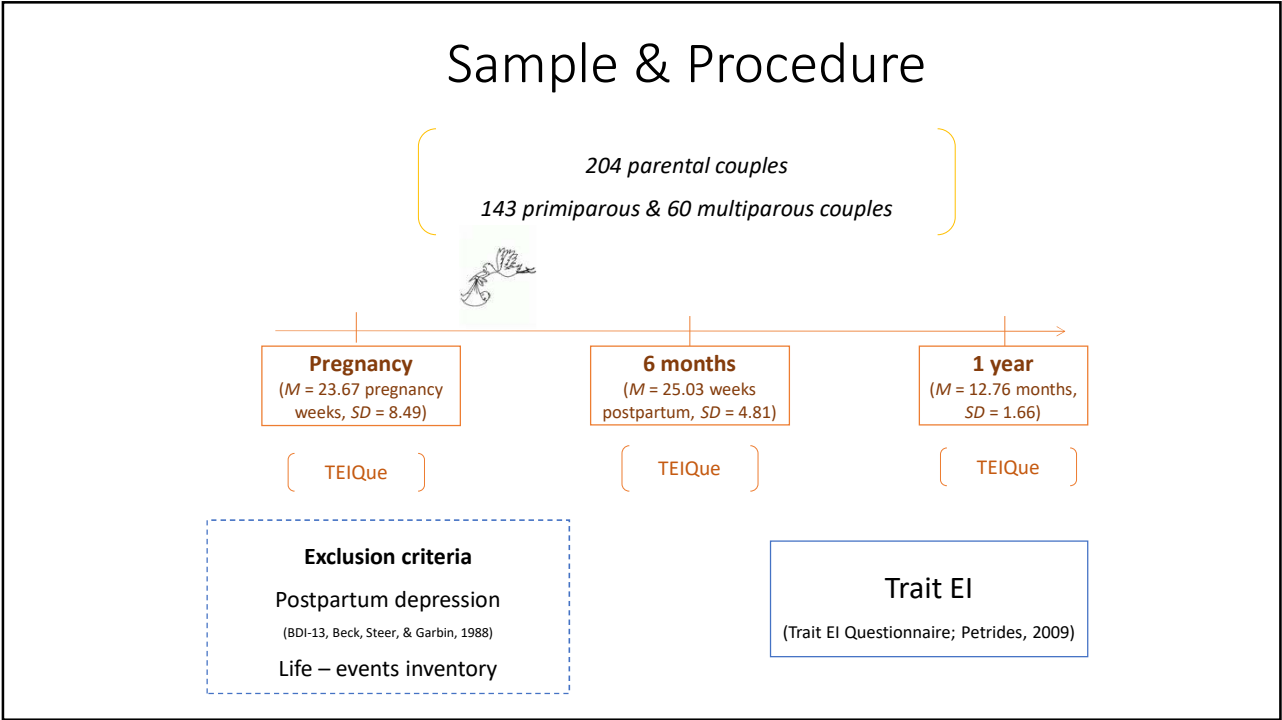 Sample & Procedure
204 parental couples
143 primiparous & 60 multiparous couples
Pregnancy
(M = 23.67 pregnancy
weeks, SD = 8.49)
6 months
(M = 25.03 weeks
postpartum, SD = 4.81)
1 year
(M = 12.76 months,
SD = 1.66)
TEIQue
TEIQue
TEIQue
Exclusion criteria
Postpartum depression
(BDI-13, Beck, Steer, & Garbin, 1988)
Life – events inventory
Trait EI
(Trait EI Questionnaire; Petrides, 2009)